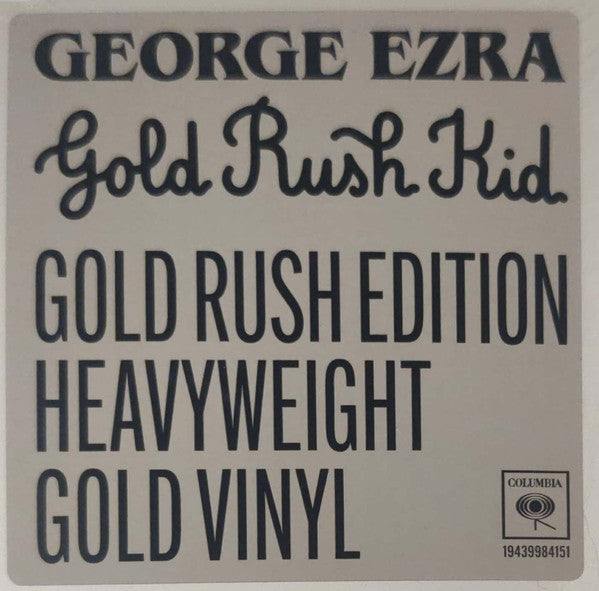 GEORGE EZRA
Gold Rush Kid
GOLD RUSH EDITION
HEAVYWEIGHT
GOLD VINYL
COLUMBIA
19439984151